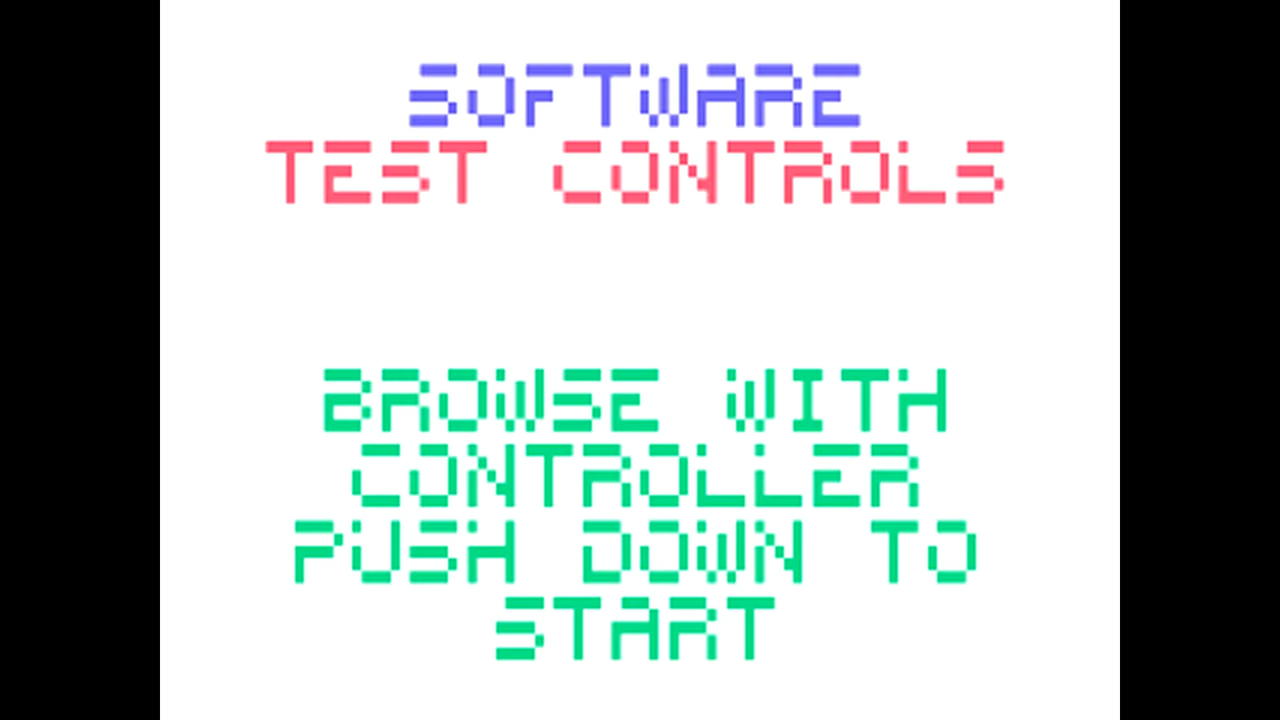 SOFTWARE
TEST CONTROLS
BROWSE WITH
CONTROLLER
PUSH DOWN TO
START